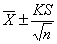 X̄ ± KS/√n